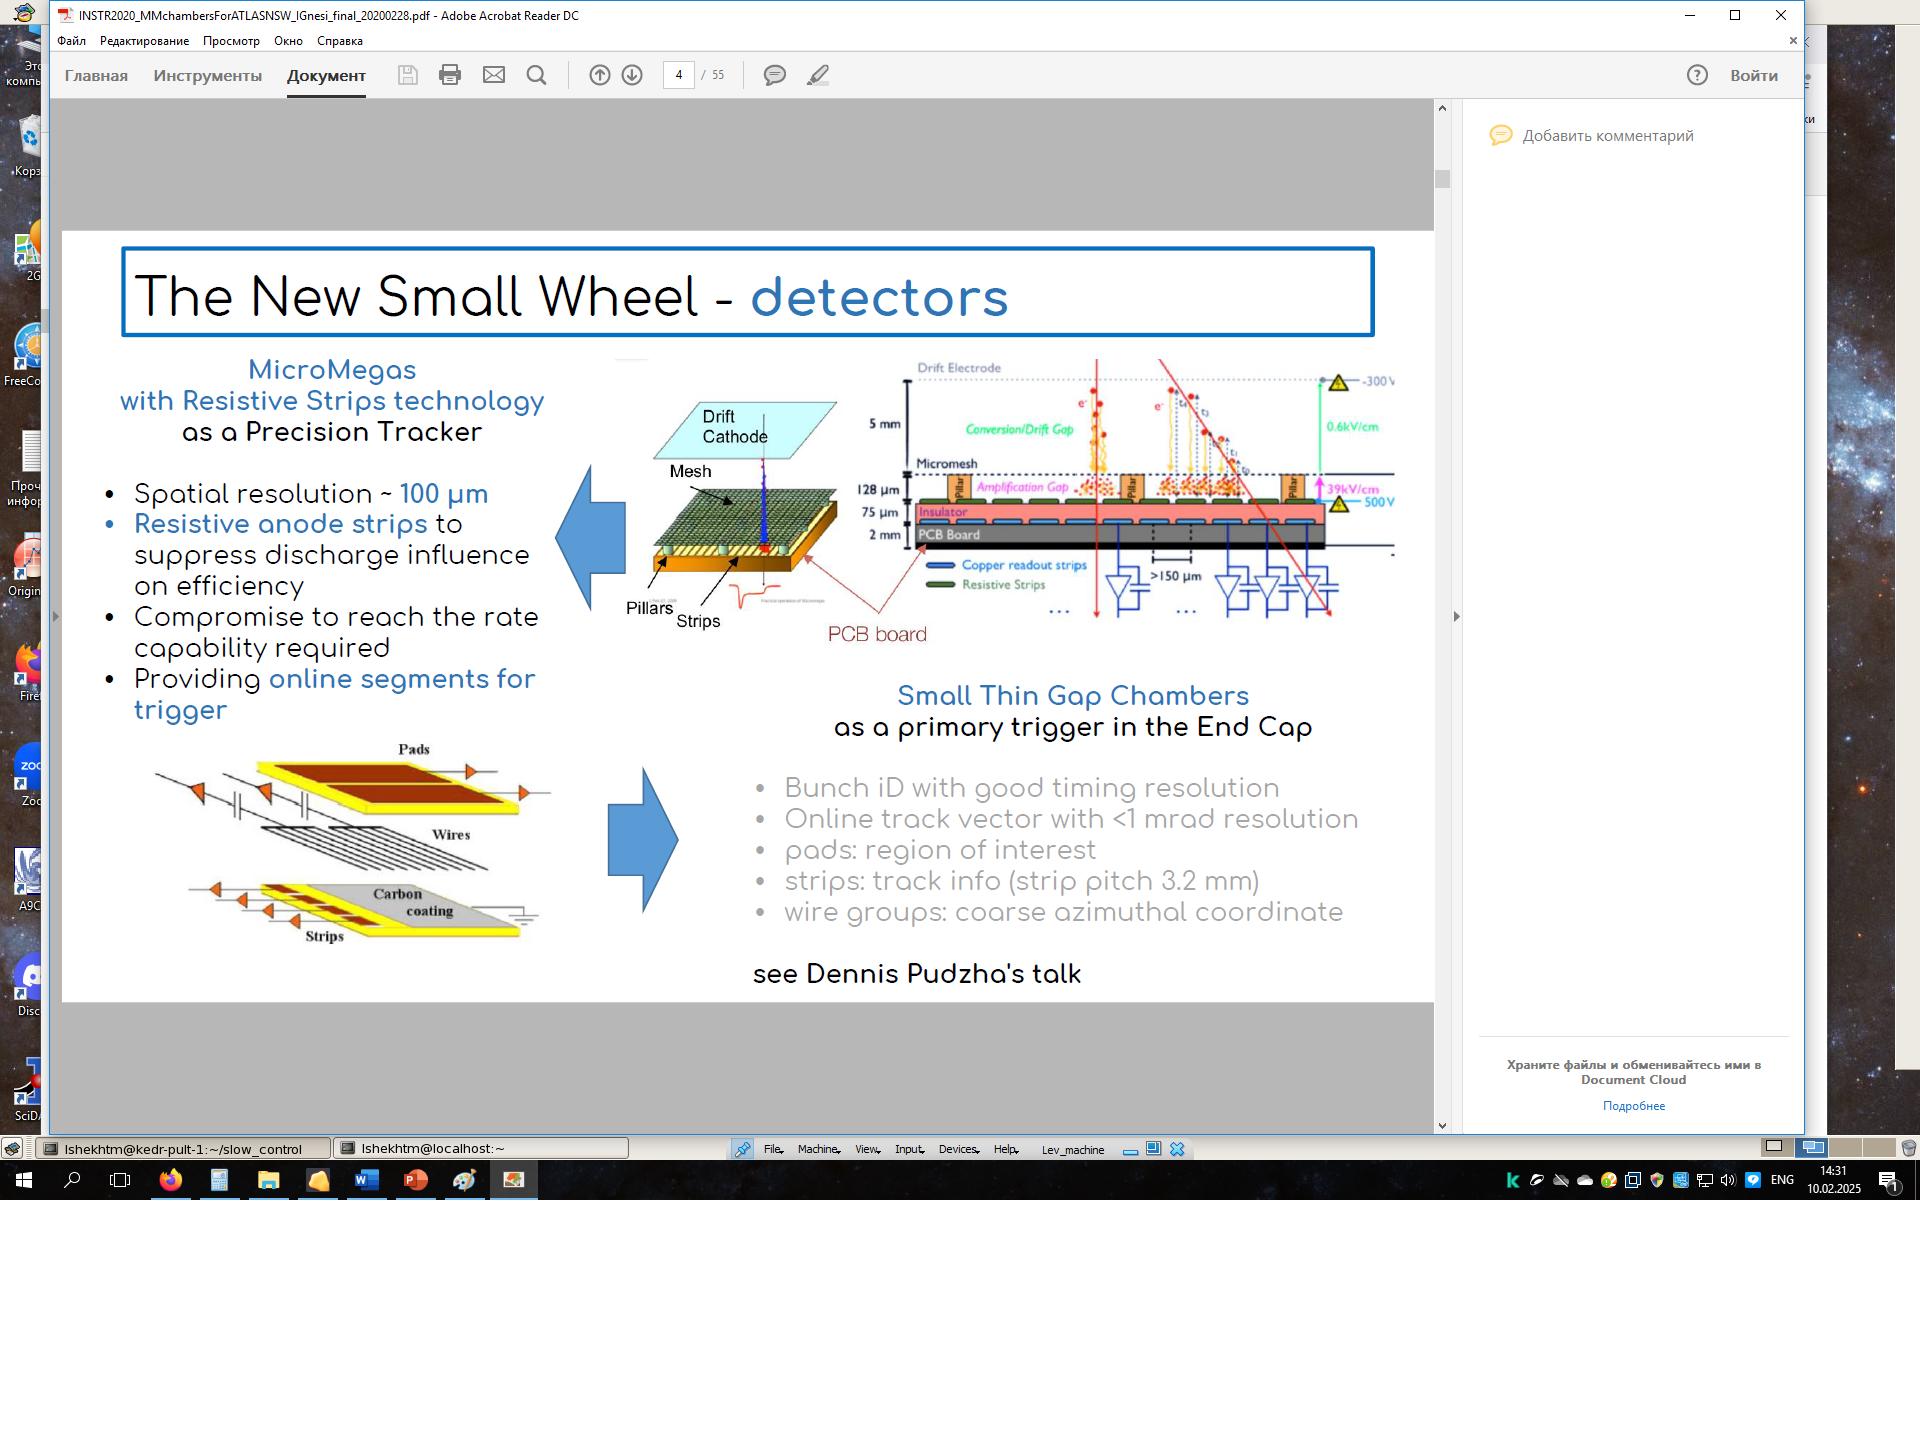 INSTR2020_MMchambersForATLASNSW_IGnesi_final_20200228.pdf - Adobe Acrobat Reader DC
Файл Редактирование Просмотр Окно Справка
Главная Инструменты Документ
4 / 55
Войти
Добавить комментарий
The New Small Wheel - detectors
MicroMegas
with Resistive Strips technology
as a Precision Tracker
• Spatial resolution ~ 100 µm
• Resistive anode strips to
suppress discharge influence
on efficiency
• Compromise to reach the rate
capability required
• Providing online segments for
trigger
Drift
Cathode
Mesh
Pillars
Strips
PCB board
Drift Electrode
-300 V
5 mm
e⁻
e⁻
Conversion/Drift Gap
0.6kV/cm
Micromesh
128 µm
Pillar
Amplification Gap
Pillar
Pillar
39kV/cm
500 V
75 µm
Insulator
2 mm
PCB Board
Copper readout strips
Resistive Strips
>150 µm
...
...
Small Thin Gap Chambers
as a primary trigger in the End Cap
• Bunch iD with good timing resolution
• Online track vector with <1 mrad resolution
• pads: region of interest
• strips: track info (strip pitch 3.2 mm)
• wire groups: coarse azimuthal coordinate
see Dennis Pudzha's talk
Pads
Wires
Carbon
coating
Strips
Храните файлы и обменивайтесь ими в
Document Cloud
Подробнее
lshekhtm@kedr-pult-1:~/slow_control
lshekhtm@localhost:~
File Machine View Input Devices Help Lev_machine
ENG
14:31
10.02.2025
1